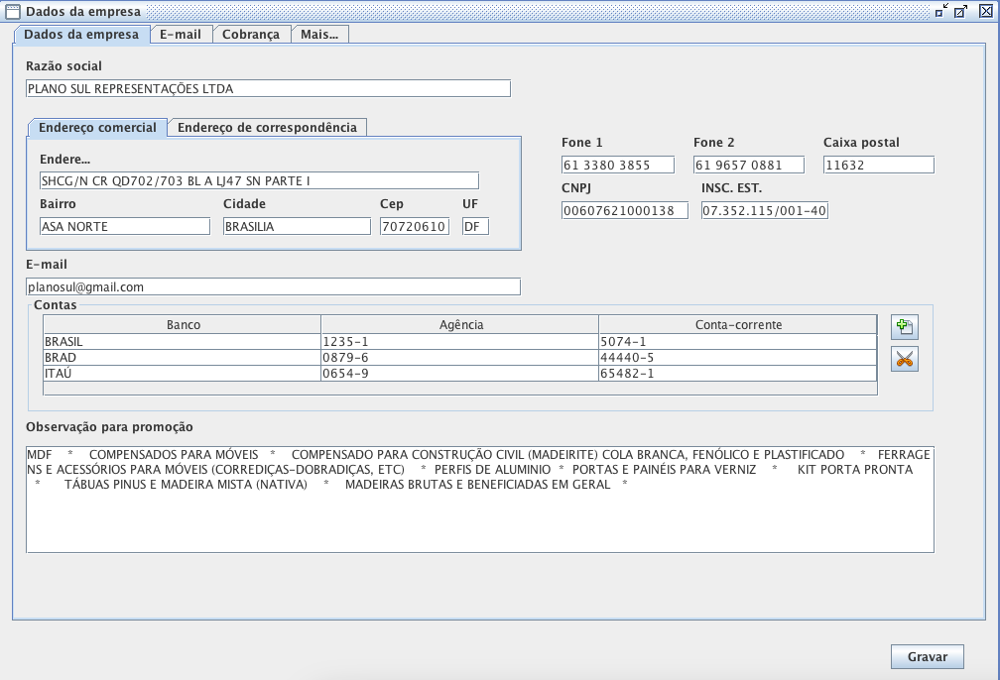 Dados da empresa
Dados da empresa E-mail Cobrança Mais...
Razão social
PLANO SUL REPRESENTAÇÕES LTDA
Endereço comercial Endereço de correspondência
Endere...
SHCG/N CR QD702/703 BL A LJ47 SN PARTE I
Bairro Cidade Cep UF
ASA NORTE BRASILIA 70720610 DF
Fone 1 Fone 2 Caixa postal
61 3380 3855 61 9657 0881 11632
CNPJ INSC. EST.
00607621000138 07.352.115/001-40
E-mail
planosul@gmail.com
Contas
Banco Agência Conta-corrente
BRASIL 1235-1 5074-1
BRAD 0879-6 44440-5
ITAÚ 0654-9 65482-1
Observação para promoção
MDF * COMPENSADOS PARA MÓVEIS * COMPENSADO PARA CONSTRUÇÃO CIVIL (MADEIRITE) COLA BRANCA, FENÓLICO E PLASTIFICADO * FERRAGE
NS E ACESSÓRIOS PARA MÓVEIS (CORREDIÇAS-DOBRADIÇAS, ETC) * PERFIS DE ALUMINIO * PORTAS E PAINÉIS PARA VERNIZ * KIT PORTA PRONTA
* TÁBUAS PINUS E MADEIRA MISTA (NATIVA) * MADEIRAS BRUTAS E BENEFICIADAS EM GERAL *
Gravar